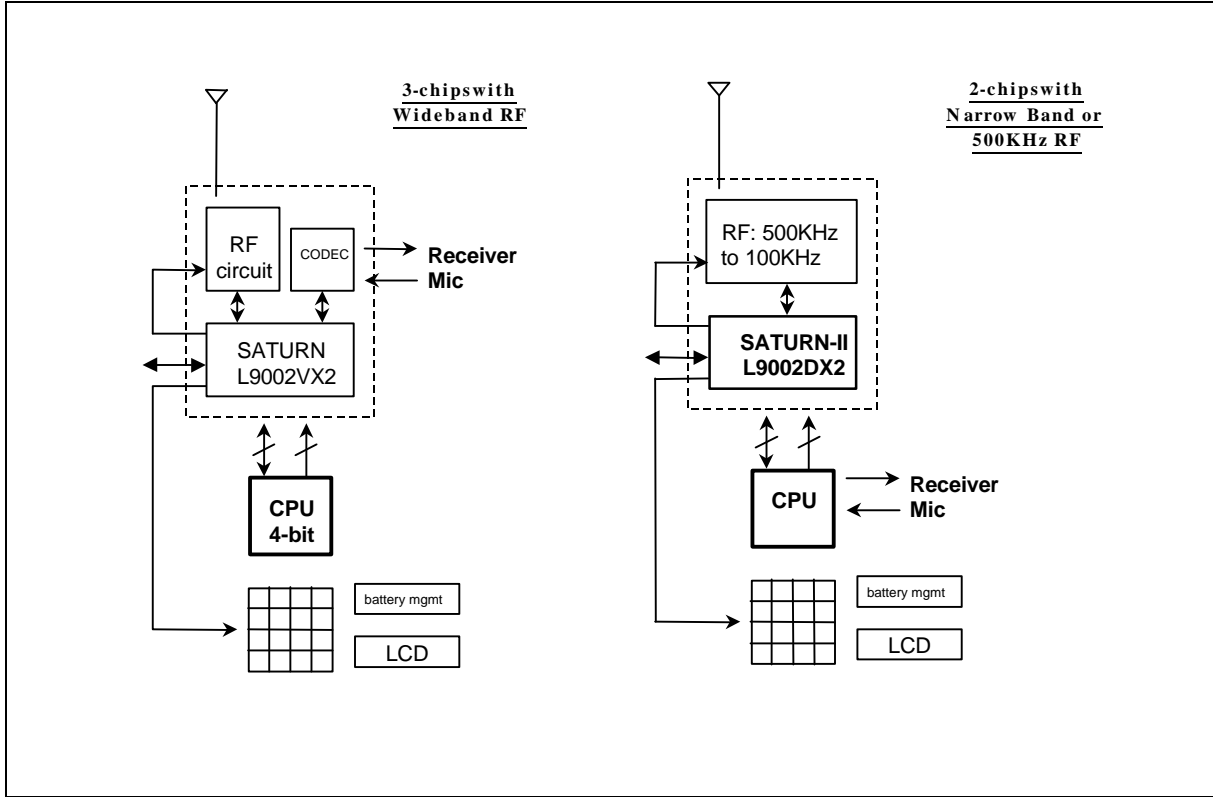 3-chipswith
Wideband RF
RF
circuit
CODEC
Receiver
Mic
SATURN
L9002VX2
CPU
4-bit
battery mgmt
LCD
2-chipswith
Narrow Band or
500KHz RF
RF: 500KHz
to 100KHz
SATURN-II
L9002DX2
CPU
Receiver
Mic
battery mgmt
LCD